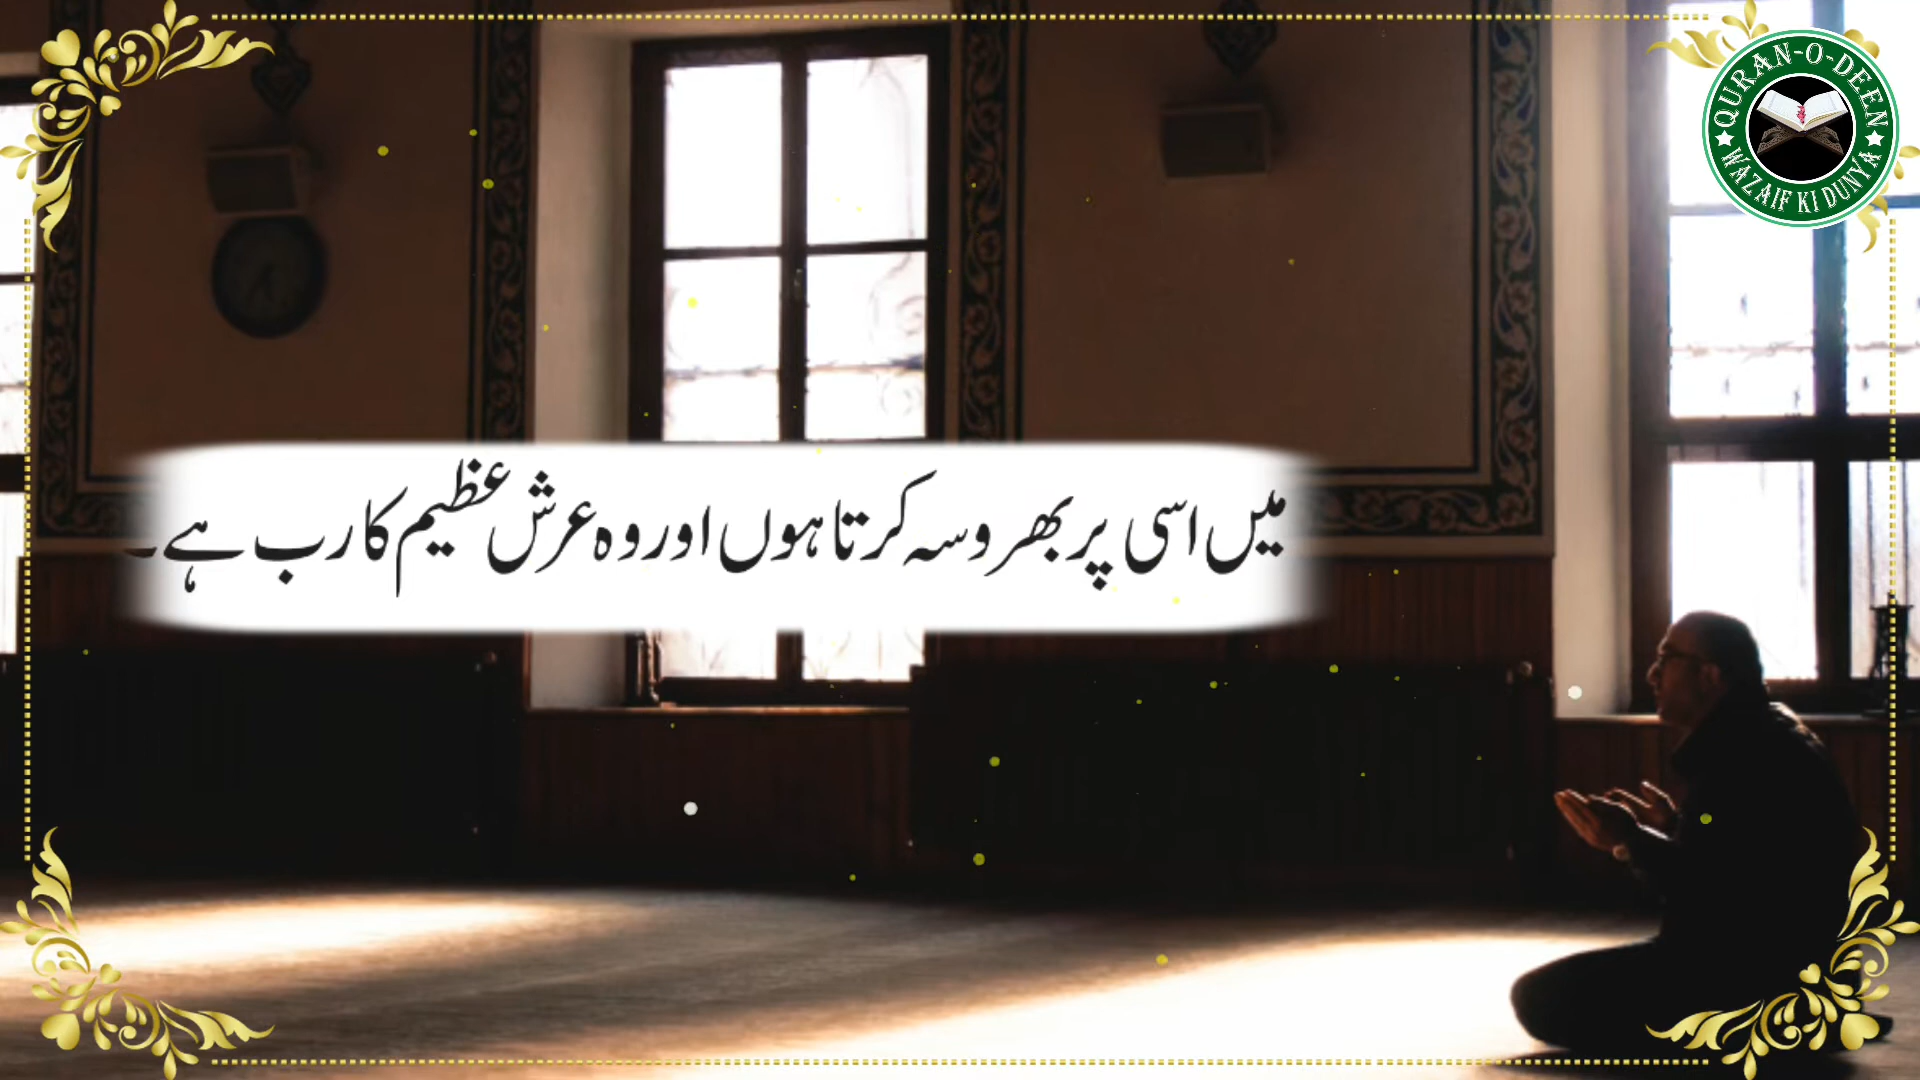 QURAN-O-DEEN
WAZAIF KI DUNYA
میں اسی پر بھروسہ کرتا ہوں اور وہ عرش عظیم کا رب ہے۔